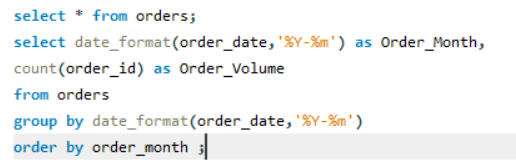 select * from orders;
select date_format(order_date,'%Y-%m') as Order_Month,
count(order_id) as Order_Volume
from orders
group by date_format(order_date,'%Y-%m')
order by order_month ;